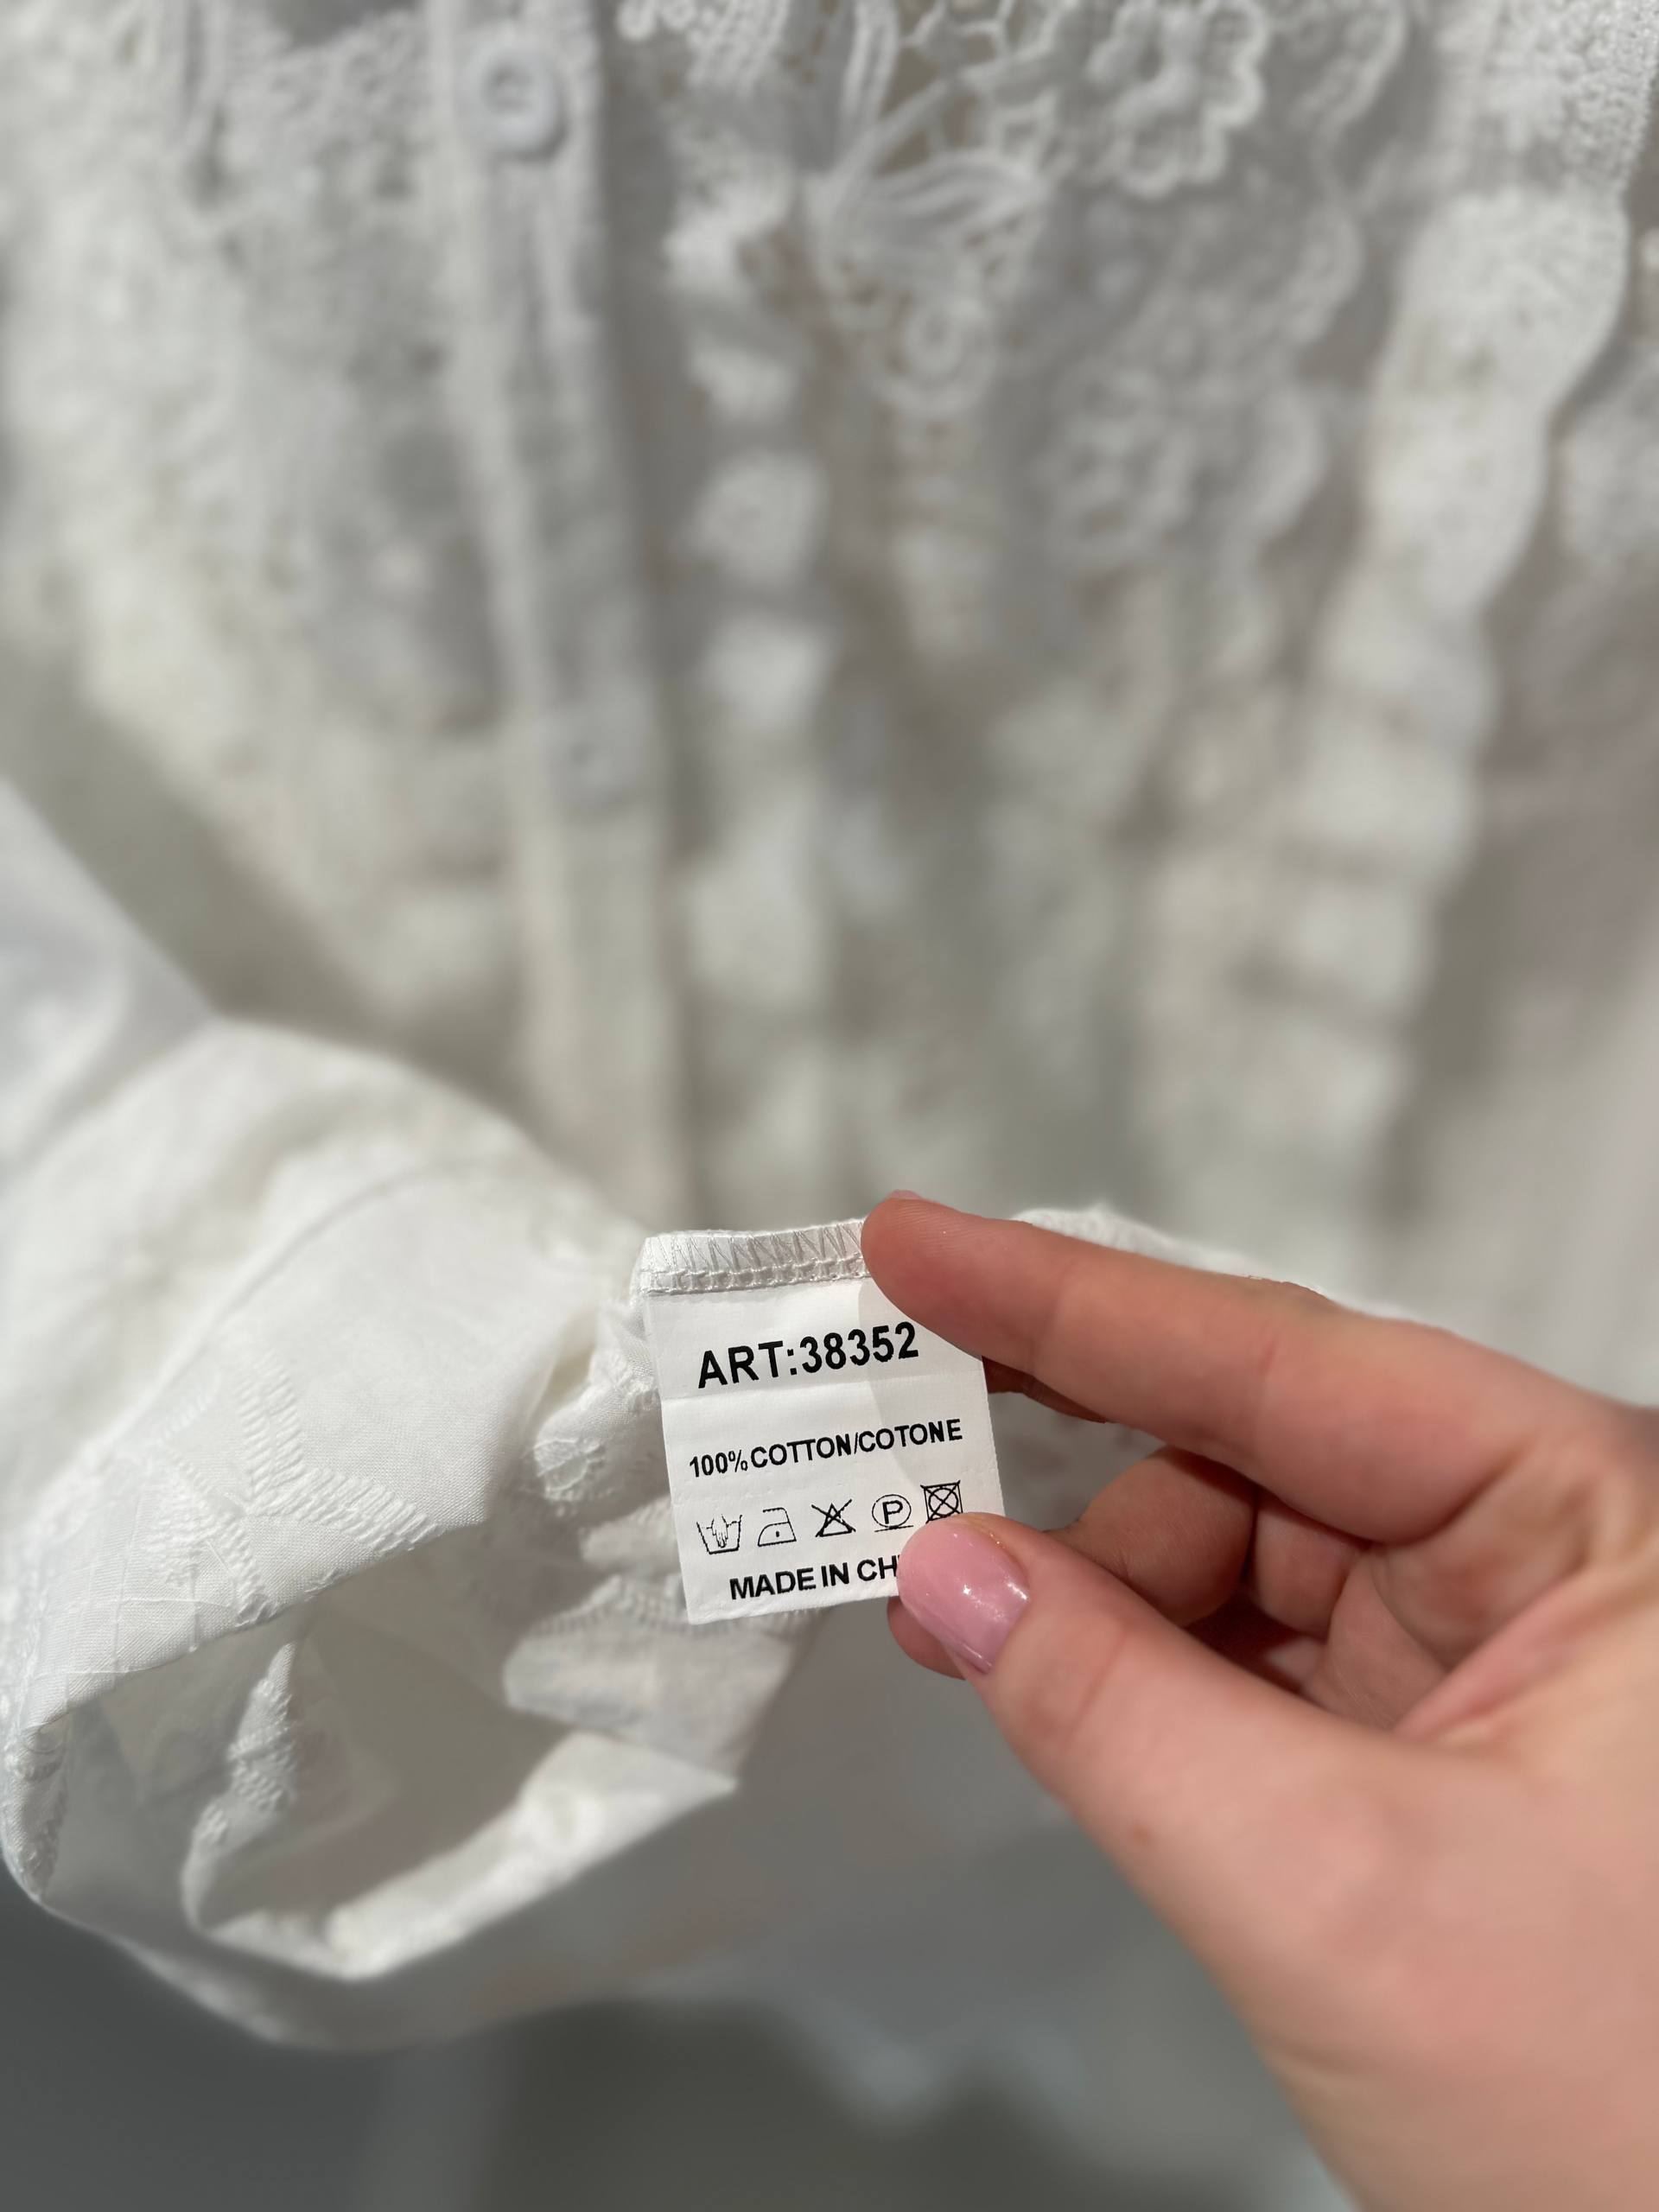 ART:38352
100%COTTON/COTONE
P
MADE IN CH